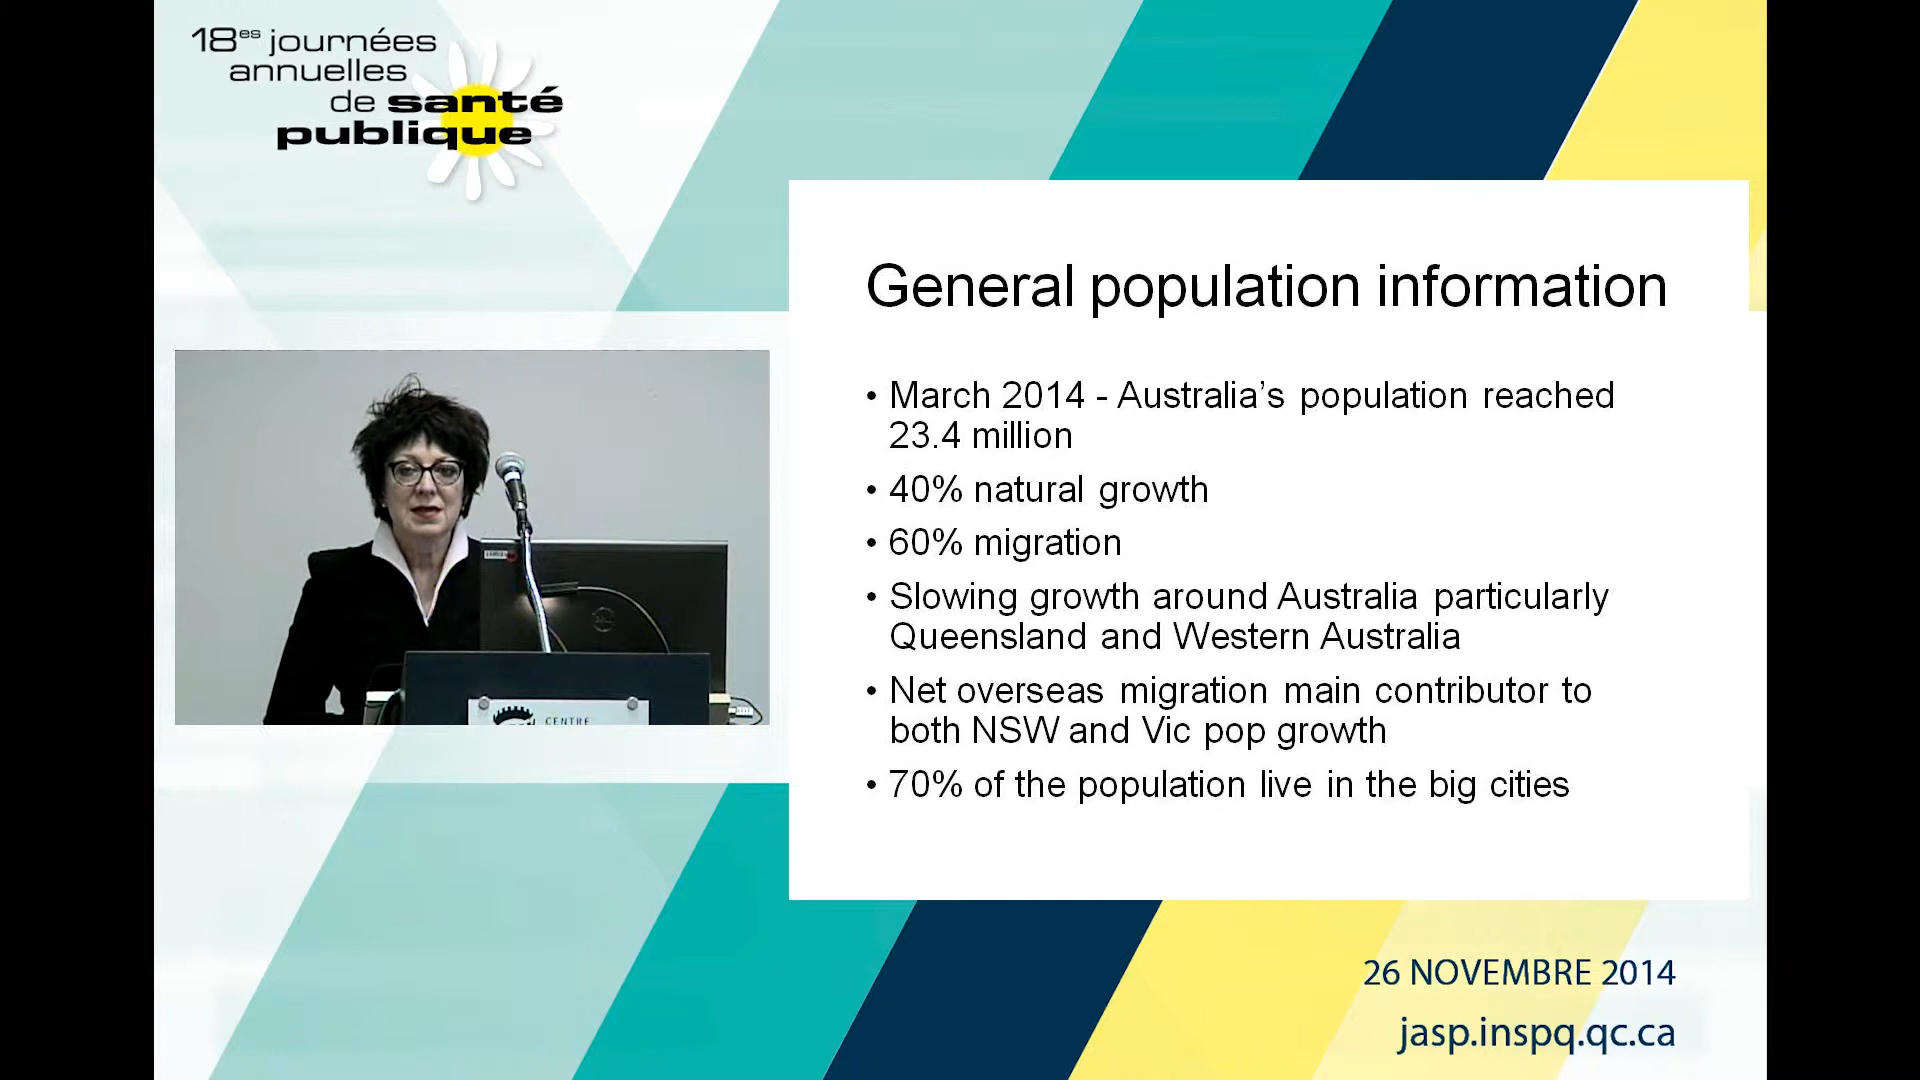 18es journées
annuelles
de santé
publique
General population information
• March 2014 - Australia’s population reached
23.4 million
• 40% natural growth
• 60% migration
• Slowing growth around Australia particularly
Queensland and Western Australia
• Net overseas migration main contributor to
both NSW and Vic pop growth
• 70% of the population live in the big cities
CENTRE
26 NOVEMBRE 2014
jasp.inspq.qc.ca